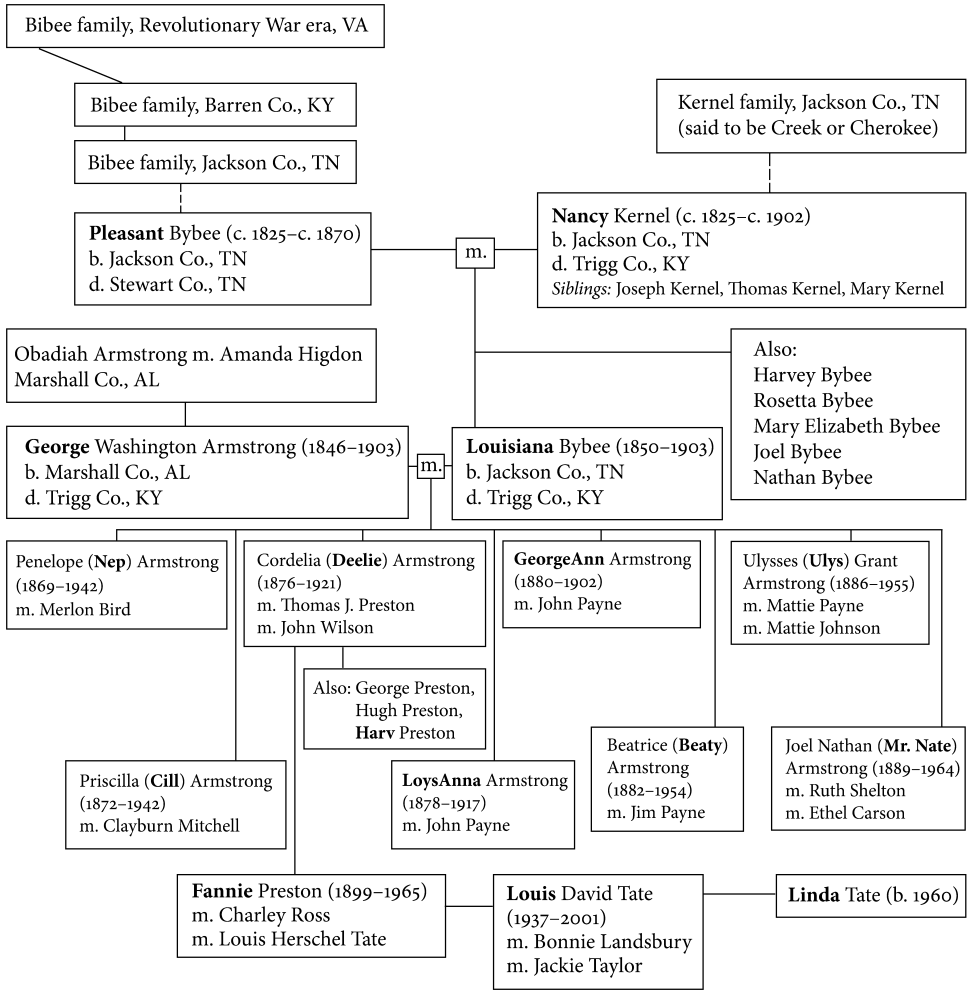 Bibee family, Revolutionary War era, VA
Bibee family, Barren Co., KY
Bibee family, Jackson Co., TN
Kernel family, Jackson Co., TN
(said to be Creek or Cherokee)
Pleasant Bybee (c. 1825–c. 1870)
b. Jackson Co., TN
d. Stewart Co., TN
m.
Nancy Kernel (c. 1825–c. 1902)
b. Jackson Co., TN
d. Trigg Co., KY
Siblings: Joseph Kernel, Thomas Kernel, Mary Kernel
Obadiah Armstrong m. Amanda Higdon
Marshall Co., AL
Also:
Harvey Bybee
Rosetta Bybee
Mary Elizabeth Bybee
Joel Bybee
Nathan Bybee
George Washington Armstrong (1846–1903)
b. Marshall Co., AL
d. Trigg Co., KY
m.
Louisiana Bybee (1850–1903)
b. Jackson Co., TN
d. Trigg Co., KY
Penelope (Nep) Armstrong
(1869–1942)
m. Merlon Bird
Cordelia (Deelie) Armstrong
(1876–1921)
m. Thomas J. Preston
m. John Wilson
GeorgeAnn Armstrong
(1880–1902)
m. John Payne
Ulysses (Ulys) Grant
Armstrong (1886–1955)
m. Mattie Payne
m. Mattie Johnson
Also: George Preston,
Hugh Preston,
Harv Preston
Priscilla (Cill) Armstrong
(1872–1942)
m. Clayburn Mitchell
LoysAnna Armstrong
(1878–1917)
m. John Payne
Beatrice (Beaty)
Armstrong
(1882–1954)
m. Jim Payne
Joel Nathan (Mr. Nate)
Armstrong (1889–1964)
m. Ruth Shelton
m. Ethel Carson
Fannie Preston (1899–1965)
m. Charley Ross
m. Louis Herschel Tate
Louis David Tate
(1937–2001)
m. Bonnie Landsbury
m. Jackie Taylor
Linda Tate (b. 1960)